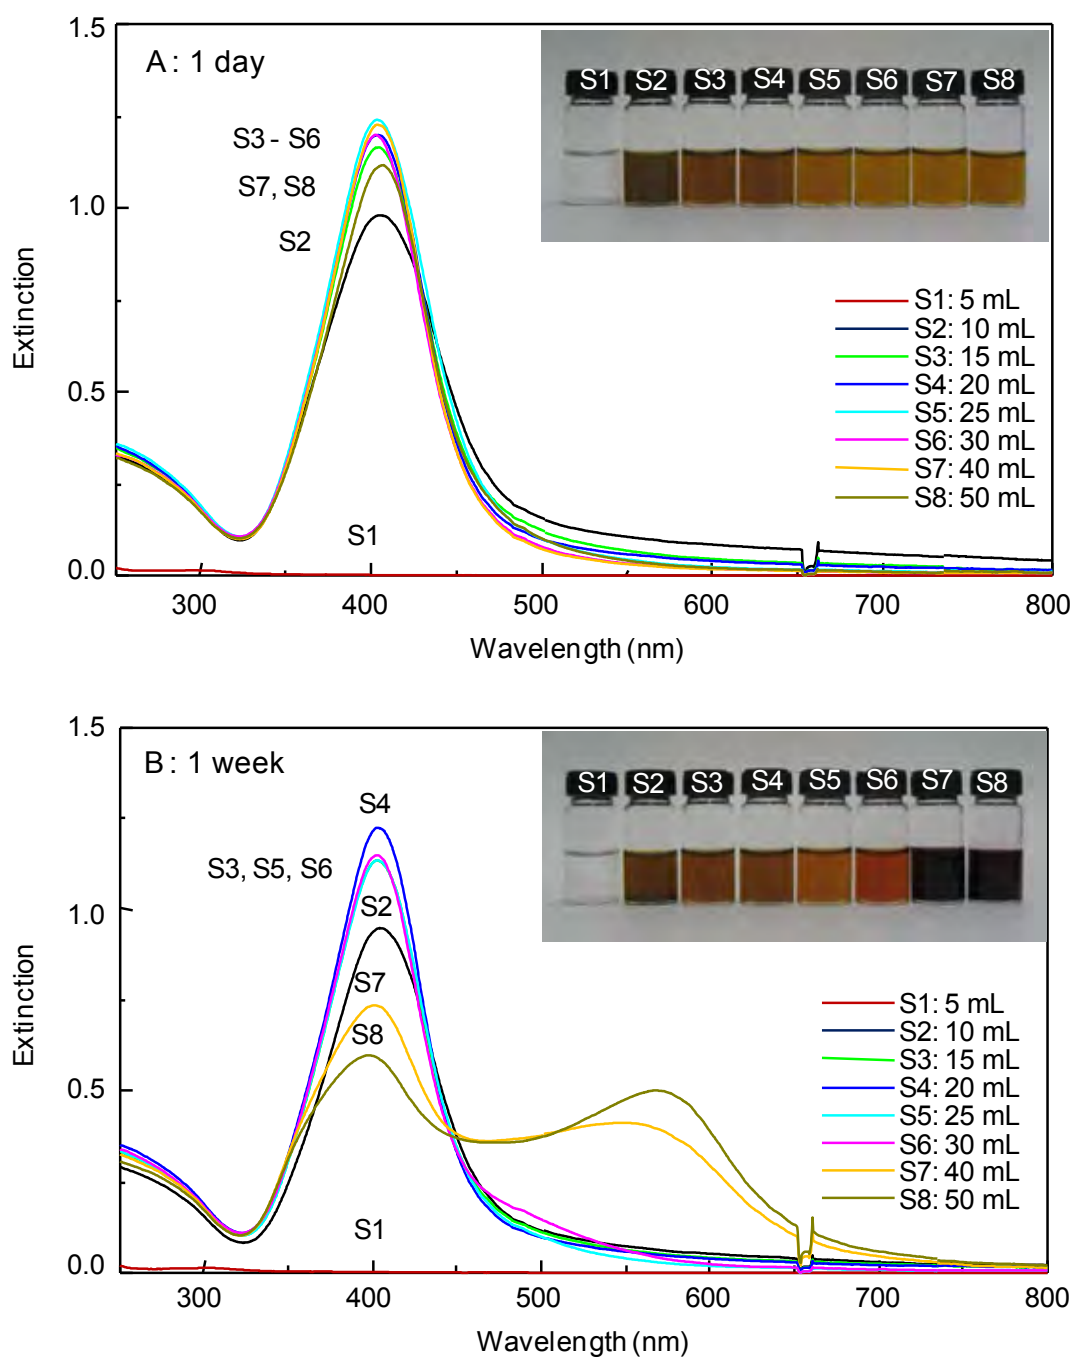 1.5
A: 1 day
S1 S2 S3 S4 S5 S6 S7 S8
S3 - S6
S7, S8
1.0
S2
Extinction
S1: 5 mL
S2: 10 mL
S3: 15 mL
S4: 20 mL
S5: 25 mL
S6: 30 mL
S7: 40 mL
S8: 50 mL
0.5
S1
0.0
300 400 500 600 700 800
Wavelength (nm)
1.5
B: 1 week
S1 S2 S3 S4 S5 S6 S7 S8
S4
S3, S5, S6
S2
1.0
S7
S8
Extinction
S1: 5 mL
S2: 10 mL
S3: 15 mL
S4: 20 mL
S5: 25 mL
S6: 30 mL
S7: 40 mL
S8: 50 mL
0.5
S1
0.0
300 400 500 600 700 800
Wavelength (nm)